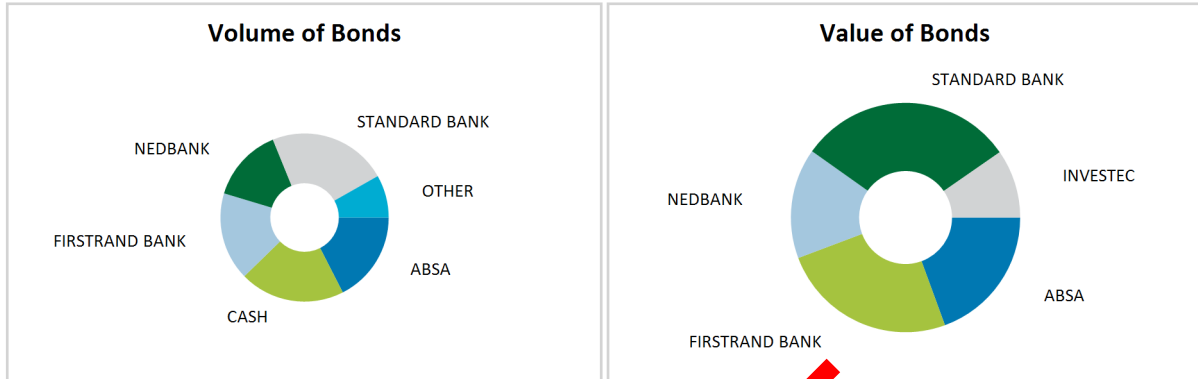 Volume of Bonds
STANDARD BANK
NEDBANK
OTHER
FIRSTRAND BANK
ABSA
CASH
Value of Bonds
STANDARD BANK
INVESTEC
NEDBANK
ABSA
FIRSTRAND BANK